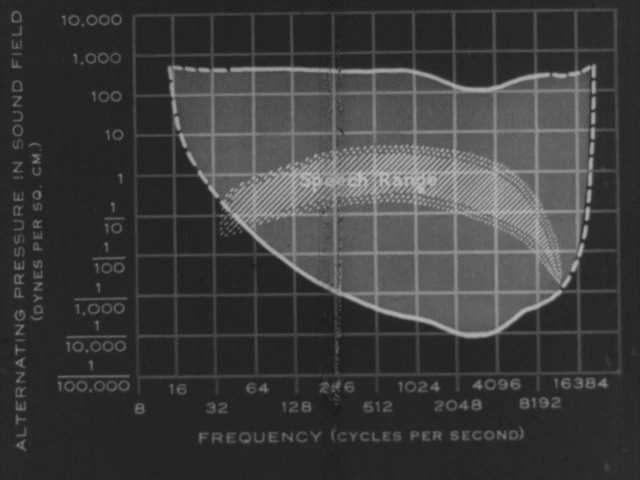 ALTERNATING PRESSURE IN SOUND FIELD
(DYNES PER SQ. CM.)
10,000
1,000
100
10
1
1/10
1/100
1/1,000
1/10,000
1/100,000
Speech Range
16 64 256 1024 4096 16384
8 32 128 512 2048 8192
FREQUENCY (CYCLES PER SECOND)